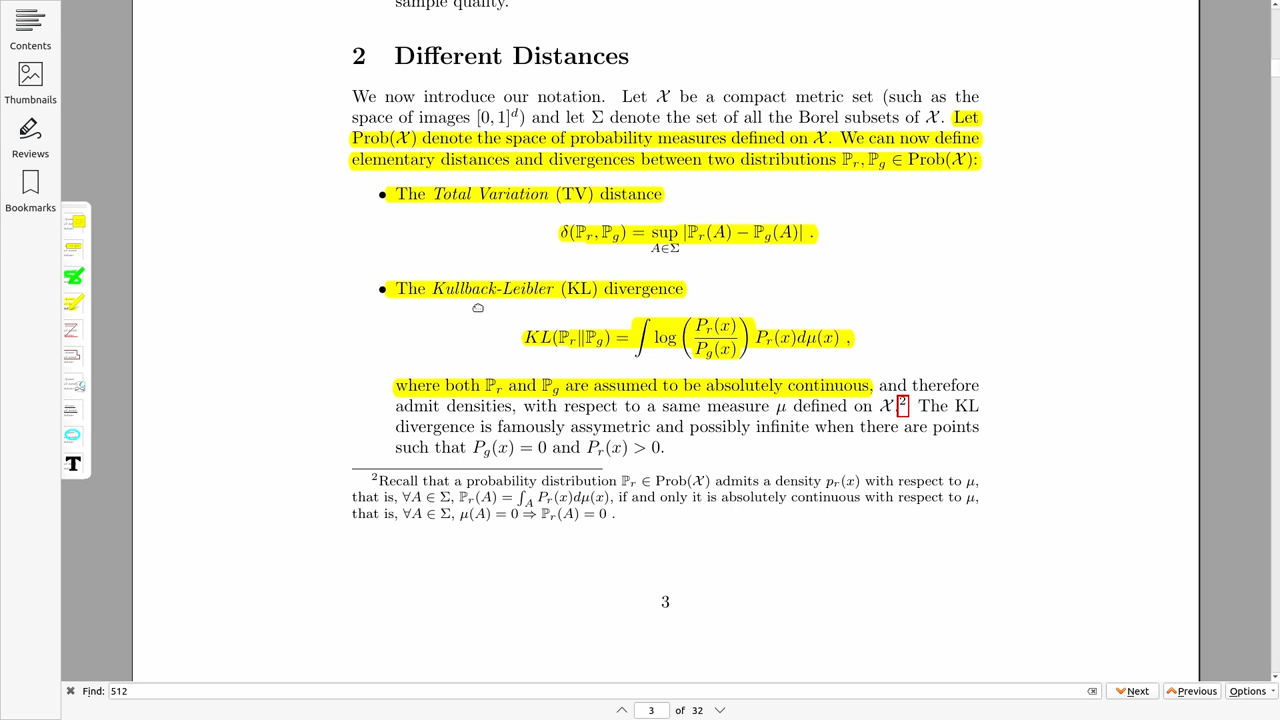 sample quality.
Contents
Thumbnails
Reviews
Bookmarks
2 Different Distances
We now introduce our notation. Let 𝒳 be a compact metric set (such as the
space of images [0, 1]^d) and let Σ denote the set of all the Borel subsets of 𝒳. Let
Prob(𝒳) denote the space of probability measures defined on 𝒳. We can now define
elementary distances and divergences between two distributions ℙ_r, ℙ_g ∈ Prob(𝒳):
• The Total Variation (TV) distance
δ(ℙ_r, ℙ_g) = sup_{A∈Σ} |ℙ_r(A) − ℙ_g(A)| .
• The Kullback-Leibler (KL) divergence
KL(ℙ_r‖ℙ_g) = ∫ log (P_r(x)/P_g(x)) P_r(x)dμ(x) ,
where both ℙ_r and ℙ_g are assumed to be absolutely continuous, and therefore
admit densities, with respect to a same measure μ defined on 𝒳.² The KL
divergence is famously assymetric and possibly infinite when there are points
such that P_g(x) = 0 and P_r(x) > 0.
²Recall that a probability distribution ℙ_r ∈ Prob(𝒳) admits a density p_r(x) with respect to μ,
that is, ∀A ∈ Σ, ℙ_r(A) = ∫_A P_r(x)dμ(x), if and only it is absolutely continuous with respect to μ,
that is, ∀A ∈ Σ, μ(A) = 0 ⇒ ℙ_r(A) = 0 .
3
T
Find: 512 Next Previous Options
3 of 32